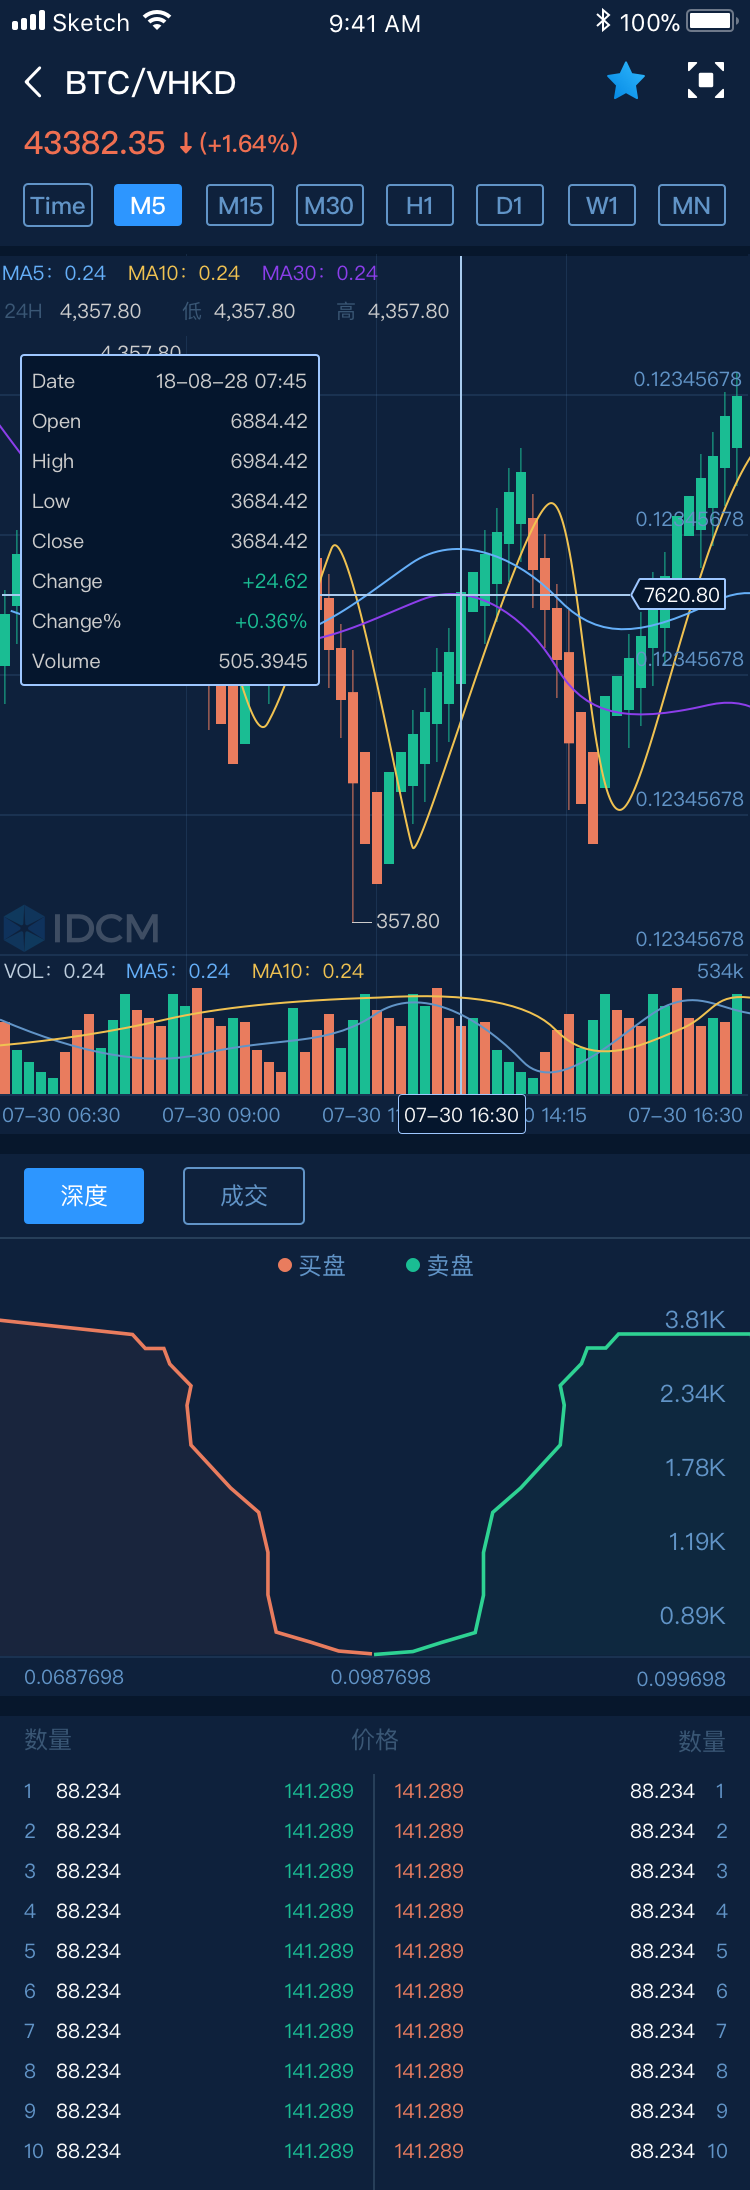 Sketch 9:41 AM 100%
BTC/VHKD
43382.35 ↓(+1.64%)
Time M5 M15 M30 H1 D1 W1 MN
MA5: 0.24 MA10: 0.24 MA30: 0.24
24H 4,357.80 低 4,357.80 高 4,357.80
4,357.80
0.12345678
Date 18-08-28 07:45
Open 6884.42
High 6984.42
Low 3684.42
Close 3684.42
Change +24.62
Change% +0.36%
Volume 505.3945
0.12345678
7620.80
0.12345678
0.12345678
357.80
IDCM
0.12345678
VOL: 0.24 MA5: 0.24 MA10: 0.24 534k
07-30 06:30 07-30 09:00 07-30 1 07-30 16:30 0 14:15 07-30 16:30
深度 成交
买盘 卖盘
3.81K
2.34K
1.78K
1.19K
0.89K
0.0687698 0.0987698 0.099698
数量 价格 数量
1 88.234 141.289 141.289 88.234 1
2 88.234 141.289 141.289 88.234 2
3 88.234 141.289 141.289 88.234 3
4 88.234 141.289 141.289 88.234 4
5 88.234 141.289 141.289 88.234 5
6 88.234 141.289 141.289 88.234 6
7 88.234 141.289 141.289 88.234 7
8 88.234 141.289 141.289 88.234 8
9 88.234 141.289 141.289 88.234 9
10 88.234 141.289 141.289 88.234 10